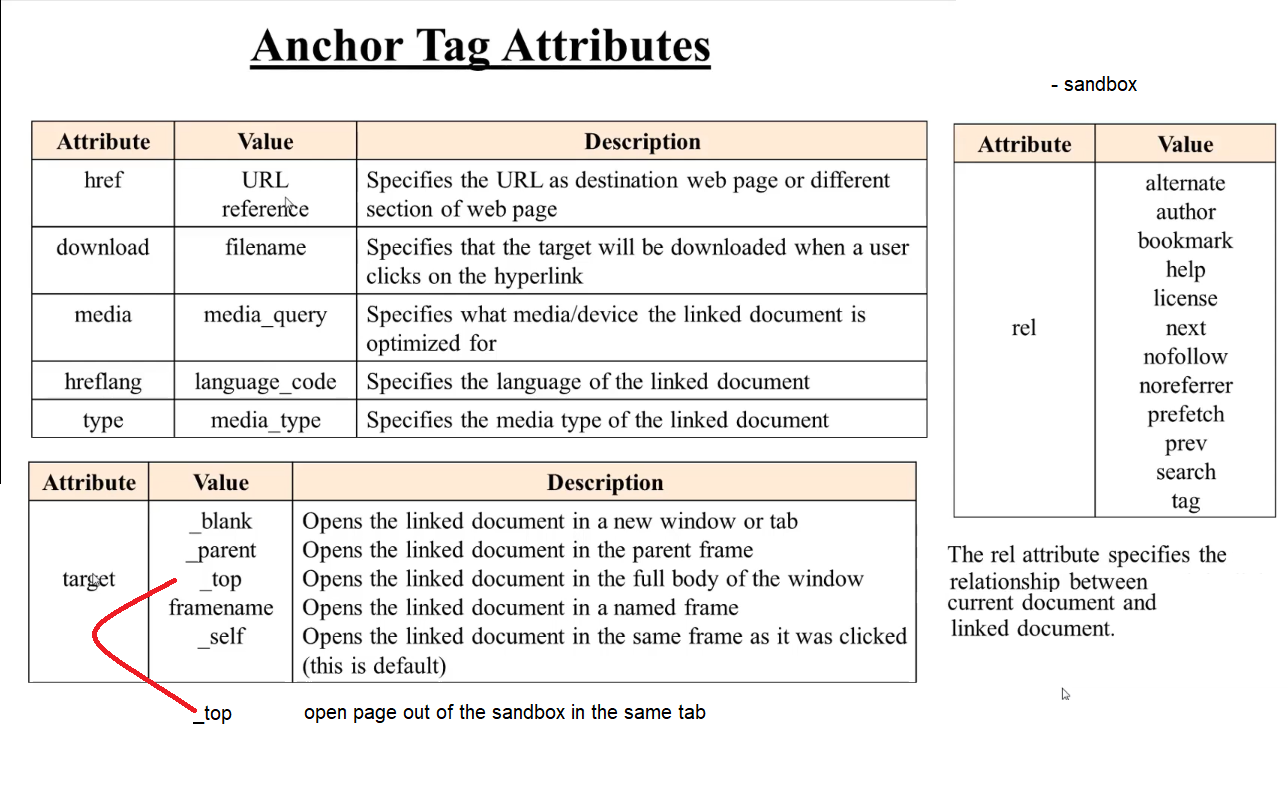 Anchor Tag Attributes
- sandbox
Attribute Value Description
href URL Specifies the URL as destination web page or different
reference section of web page
download filename Specifies that the target will be downloaded when a user
clicks on the hyperlink
media media_query Specifies what media/device the linked document is
optimized for
hreflang language_code Specifies the language of the linked document
type media_type Specifies the media type of the linked document
Attribute Value Description
_blank Opens the linked document in a new window or tab
_parent Opens the linked document in the parent frame
target _top Opens the linked document in the full body of the window
framename Opens the linked document in a named frame
_self Opens the linked document in the same frame as it was clicked
(this is default)
_top open page out of the sandbox in the same tab
Attribute Value
alternate
author
bookmark
help
license
rel next
nofollow
noreferrer
prefetch
prev
search
tag
The rel attribute specifies the
relationship between
current document and
linked document.